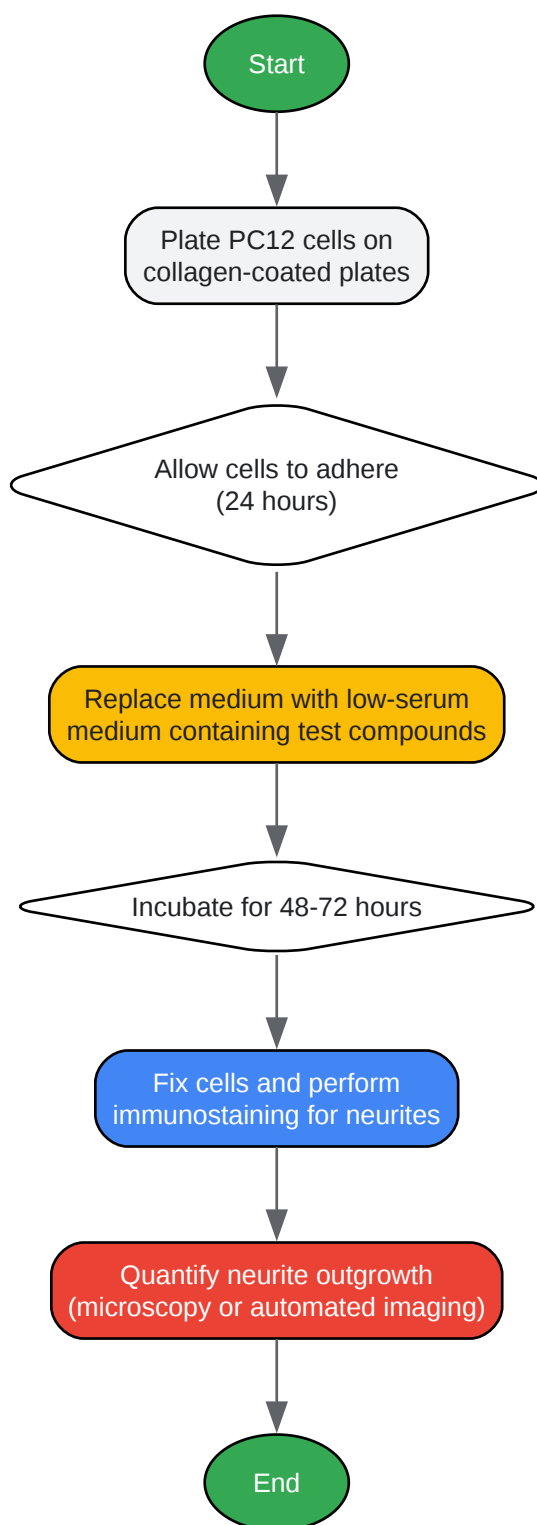 Start
Plate PC12 cells on
collagen-coated plates
Allow cells to adhere
(24 hours)
Replace medium with low-serum
medium containing test compounds
Incubate for 48-72 hours
Fix cells and perform
immunostaining for neurites
Quantify neurite outgrowth
(microscopy or automated imaging)
End